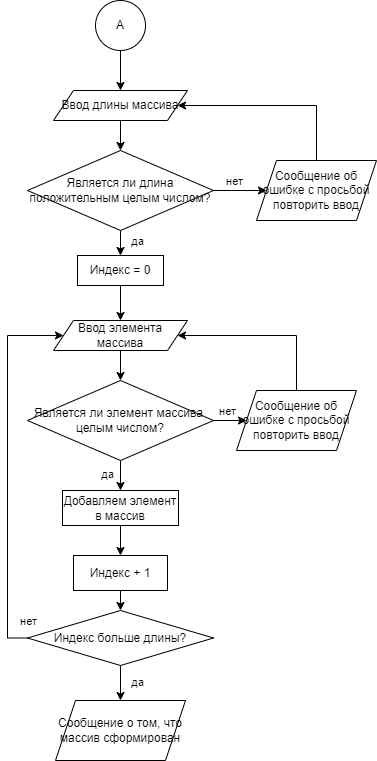 A
Ввод длины массива
Является ли длина
положительным целым числом?
нет
Сообщение об
ошибке с просьбой
повторить ввод
да
Индекс = 0
Ввод элемента
массива
Является ли элемент массива
целым числом?
нет
Сообщение об
ошибке с просьбой
повторить ввод
да
Добавляем элемент
в массив
Индекс + 1
нет
Индекс больше длины?
да
Сообщение о том, что
массив сформирован